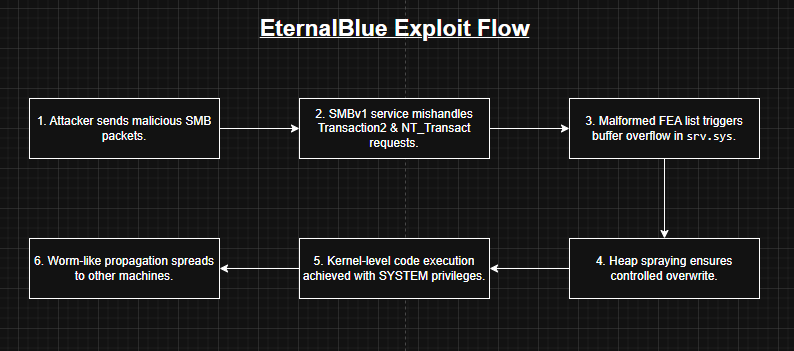 EternalBlue Exploit Flow
1. Attacker sends malicious SMB
packets.
2. SMBv1 service mishandles
Transaction2 & NT_Transact
requests.
3. Malformed FEA list triggers
buffer overflow in srv.sys.
4. Heap spraying ensures
controlled overwrite.
5. Kernel-level code execution
achieved with SYSTEM privileges.
6. Worm-like propagation spreads
to other machines.